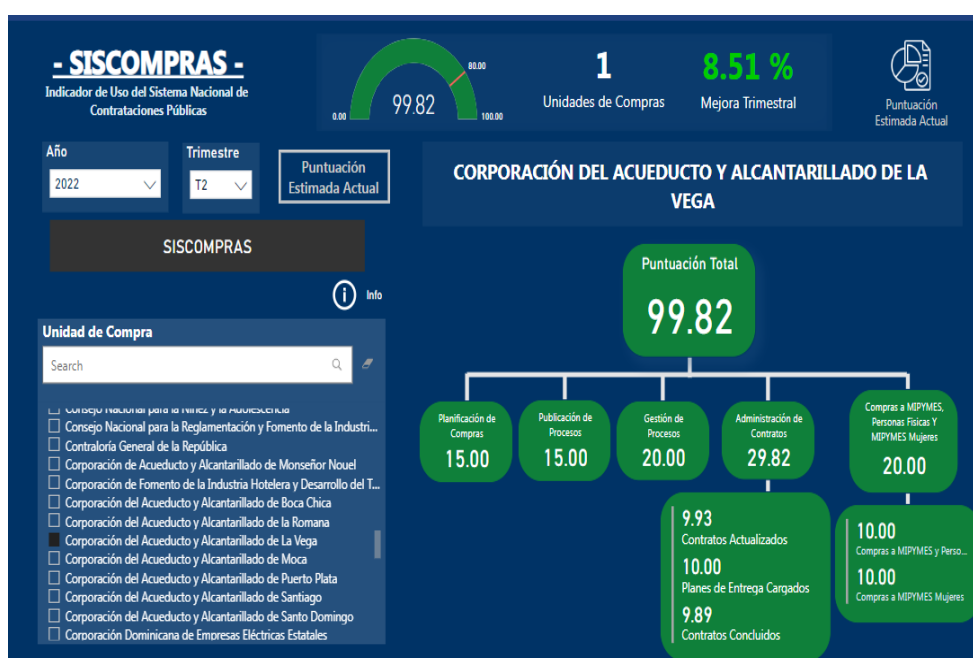 - SISCOMPRAS -
Indicador de Uso del Sistema Nacional de
Contrataciones Públicas
80.00
99.82
0.00
100.00
1
Unidades de Compras
8.51 %
Mejora Trimestral
Puntuación
Estimada Actual
Año
2022
Trimestre
T2
Puntuación
Estimada Actual
SISCOMPRAS
Info
Unidad de Compra
Search
Consejo Nacional para la Niñez y la Adolescencia
Consejo Nacional para la Reglamentación y Fomento de la Industri...
Contraloría General de la República
Corporación de Acueducto y Alcantarillado de Monseñor Nouel
Corporación de Fomento de la Industria Hotelera y Desarrollo del T...
Corporación del Acueducto y Alcantarillado de Boca Chica
Corporación del Acueducto y Alcantarillado de la Romana
Corporación del Acueducto y Alcantarillado de La Vega
Corporación del Acueducto y Alcantarillado de Moca
Corporación del Acueducto y Alcantarillado de Puerto Plata
Corporación del Acueducto y Alcantarillado de Santiago
Corporación del Acueducto y Alcantarillado de Santo Domingo
Corporación Dominicana de Empresas Eléctricas Estatales
CORPORACIÓN DEL ACUEDUCTO Y ALCANTARILLADO DE LA
VEGA
Puntuación Total
99.82
Planificación de
Compras
15.00
Publicación de
Procesos
15.00
Gestión de
Procesos
20.00
Administración de
Contratos
29.82
Compras a MIPYMES,
Personas Físicas Y
MIPYMES Mujeres
20.00
9.93
Contratos Actualizados
10.00
Planes de Entrega Cargados
9.89
Contratos Concluidos
10.00
Compras a MIPYMES y Perso...
10.00
Compras a MIPYMES Mujeres